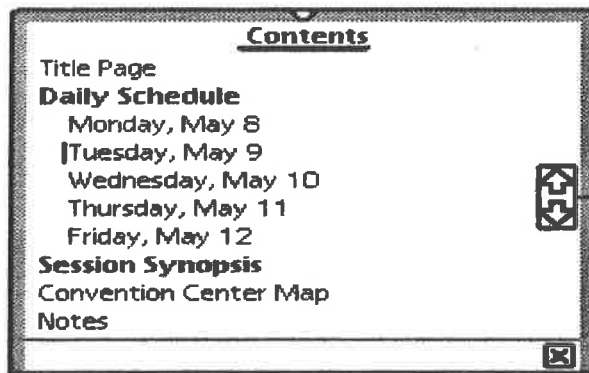 Contents
Title Page
Daily Schedule
Monday, May 8
Tuesday, May 9
Wednesday, May 10
Thursday, May 11
Friday, May 12
Session Synopsis
Convention Center Map
Notes